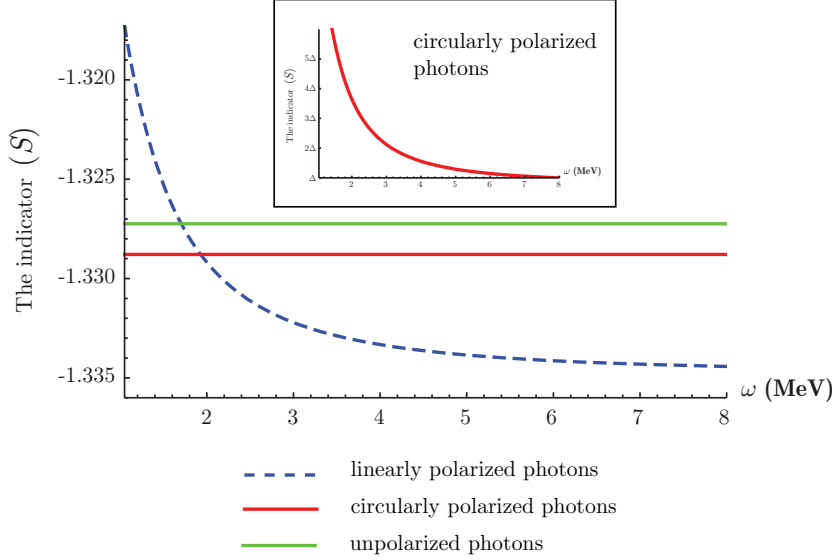 The indicator (S)
-1.320
-1.325
-1.330
-1.335
2 3 4 5 6 7 8
ω (MeV)
circularly polarized
photons
The indicator (S)
5Δ
4Δ
3Δ
2Δ
Δ
2 3 4 5 6 7 8
ω (MeV)
linearly polarized photons
circularly polarized photons
unpolarized photons